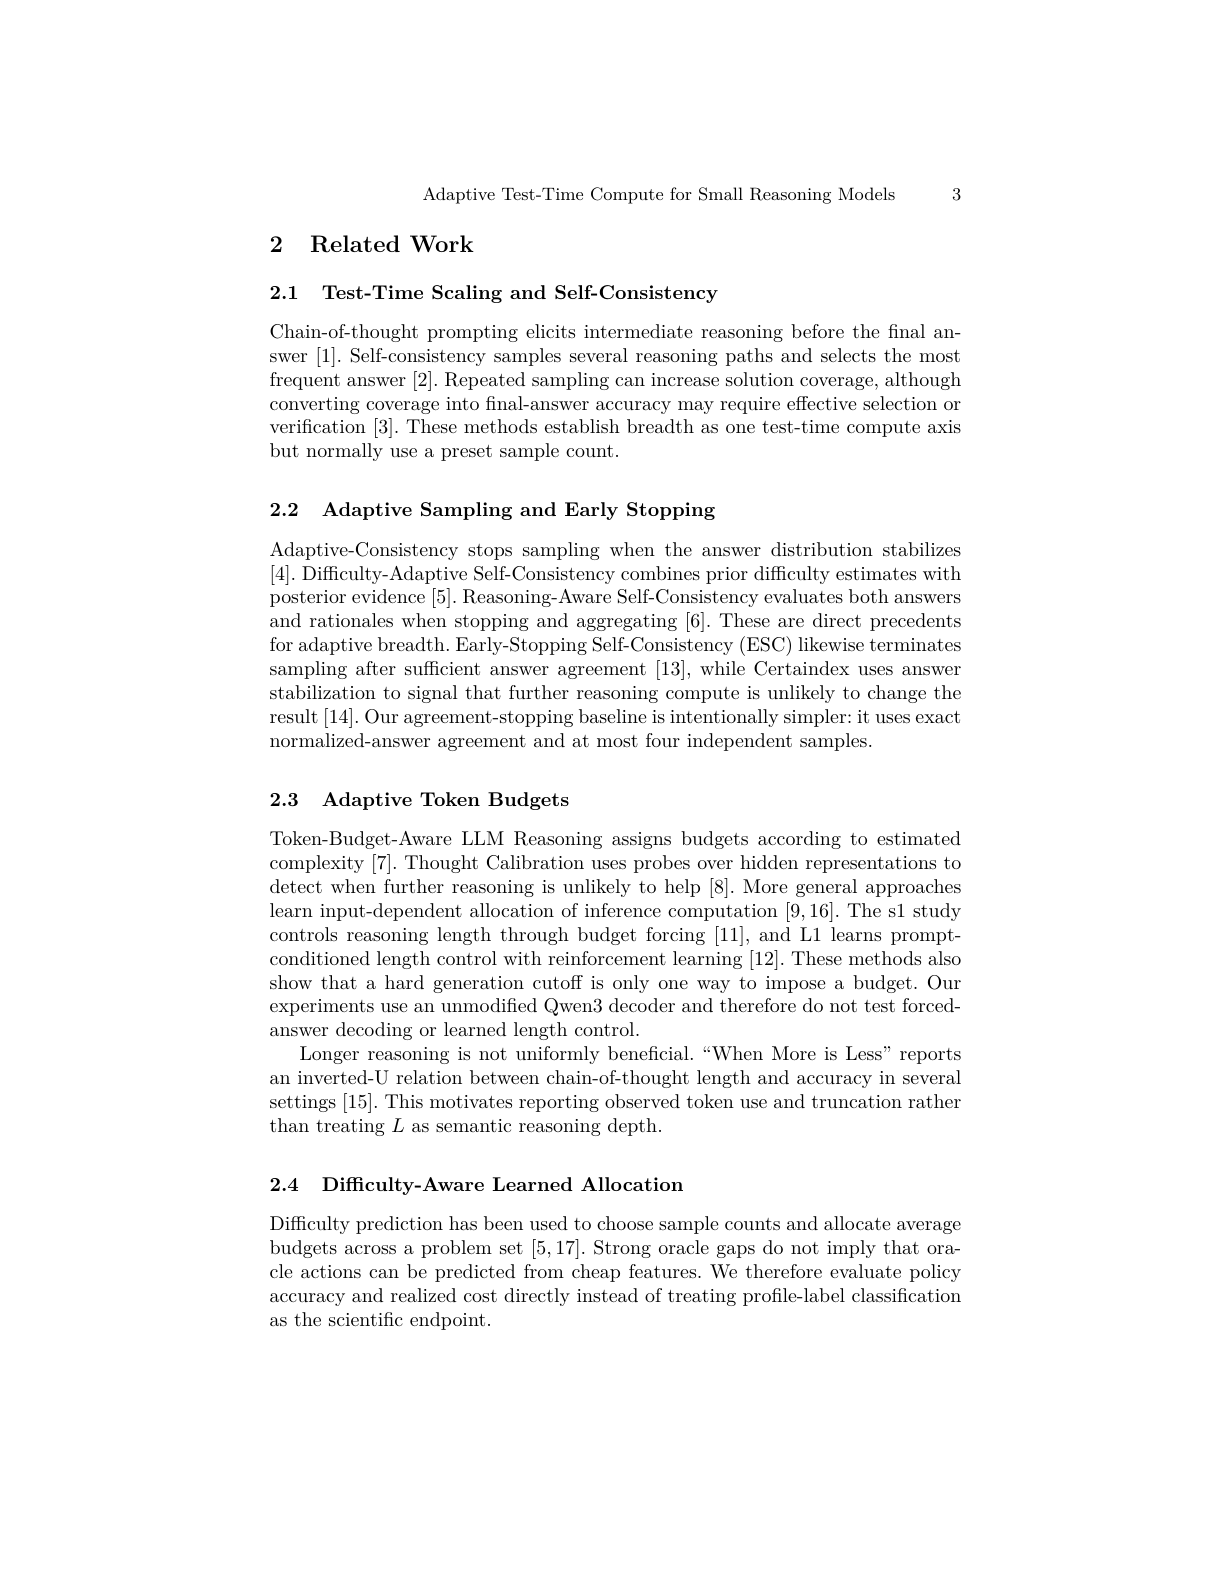 Adaptive Test-Time Compute for Small Reasoning Models 3
2 Related Work
2.1 Test-Time Scaling and Self-Consistency
Chain-of-thought prompting elicits intermediate reasoning before the final an-
swer [1]. Self-consistency samples several reasoning paths and selects the most
frequent answer [2]. Repeated sampling can increase solution coverage, although
converting coverage into final-answer accuracy may require effective selection or
verification [3]. These methods establish breadth as one test-time compute axis
but normally use a preset sample count.
2.2 Adaptive Sampling and Early Stopping
Adaptive-Consistency stops sampling when the answer distribution stabilizes
[4]. Difficulty-Adaptive Self-Consistency combines prior difficulty estimates with
posterior evidence [5]. Reasoning-Aware Self-Consistency evaluates both answers
and rationales when stopping and aggregating [6]. These are direct precedents
for adaptive breadth. Early-Stopping Self-Consistency (ESC) likewise terminates
sampling after sufficient answer agreement [13], while Certaindex uses answer
stabilization to signal that further reasoning compute is unlikely to change the
result [14]. Our agreement-stopping baseline is intentionally simpler: it uses exact
normalized-answer agreement and at most four independent samples.
2.3 Adaptive Token Budgets
Token-Budget-Aware LLM Reasoning assigns budgets according to estimated
complexity [7]. Thought Calibration uses probes over hidden representations to
detect when further reasoning is unlikely to help [8]. More general approaches
learn input-dependent allocation of inference computation [9,16]. The s1 study
controls reasoning length through budget forcing [11], and L1 learns prompt-
conditioned length control with reinforcement learning [12]. These methods also
show that a hard generation cutoff is only one way to impose a budget. Our
experiments use an unmodified Qwen3 decoder and therefore do not test forced-
answer decoding or learned length control.
Longer reasoning is not uniformly beneficial. “When More is Less” reports
an inverted-U relation between chain-of-thought length and accuracy in several
settings [15]. This motivates reporting observed token use and truncation rather
than treating L as semantic reasoning depth.
2.4 Difficulty-Aware Learned Allocation
Difficulty prediction has been used to choose sample counts and allocate average
budgets across a problem set [5,17]. Strong oracle gaps do not imply that ora-
cle actions can be predicted from cheap features. We therefore evaluate policy
accuracy and realized cost directly instead of treating profile-label classification
as the scientific endpoint.